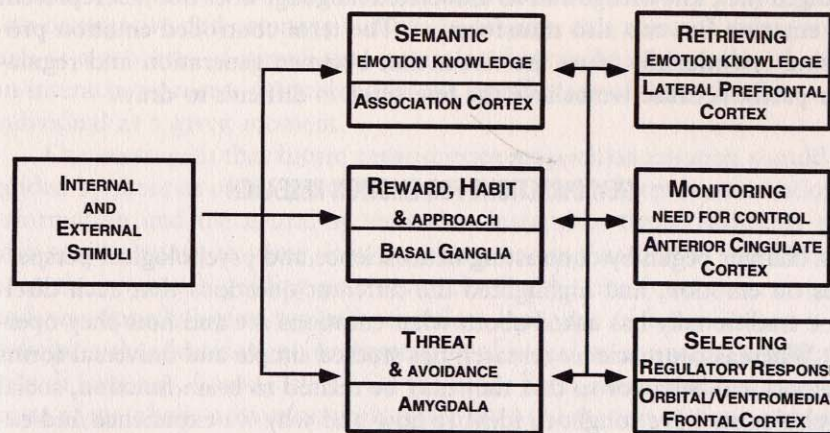 INTERNAL
AND
EXTERNAL
STIMULI
SEMANTIC
EMOTION KNOWLEDGE
ASSOCIATION CORTEX
REWARD, HABIT
& APPROACH
BASAL GANGLIA
THREAT
& AVOIDANCE
AMYGDALA
RETRIEVING
EMOTION KNOWLEDGE
LATERAL PREFRONTAL
CORTEX
MONITORING
NEED FOR CONTROL
ANTERIOR CINGULATE
CORTEX
SELECTING
REGULATORY RESPONSE
ORBITAL/VENTROMEDIA
FRONTAL CORTEX